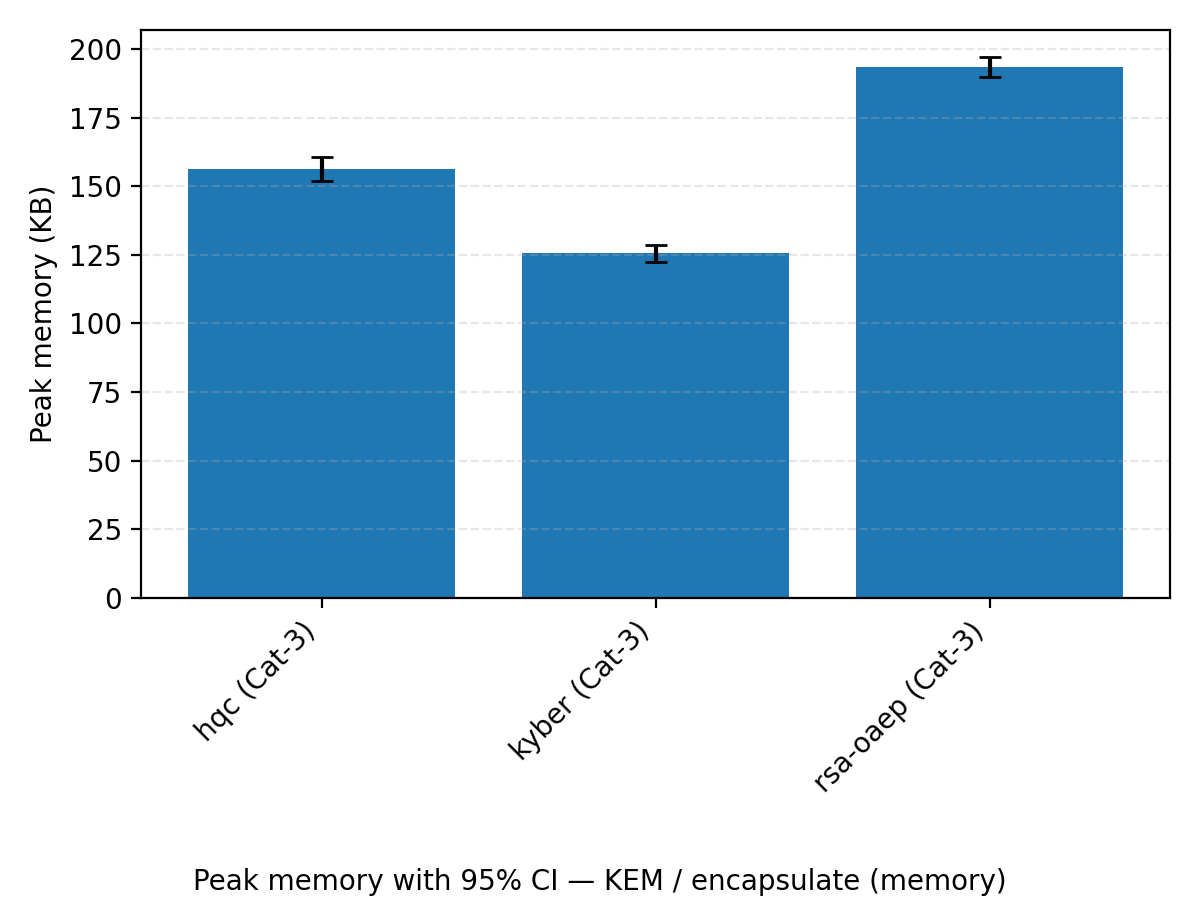 200
175
150
125
100
75
50
25
0
Peak memory (KB)
hqc (Cat-3)
kyber (Cat-3)
rsa-oaep (Cat-3)
Peak memory with 95% CI — KEM / encapsulate (memory)